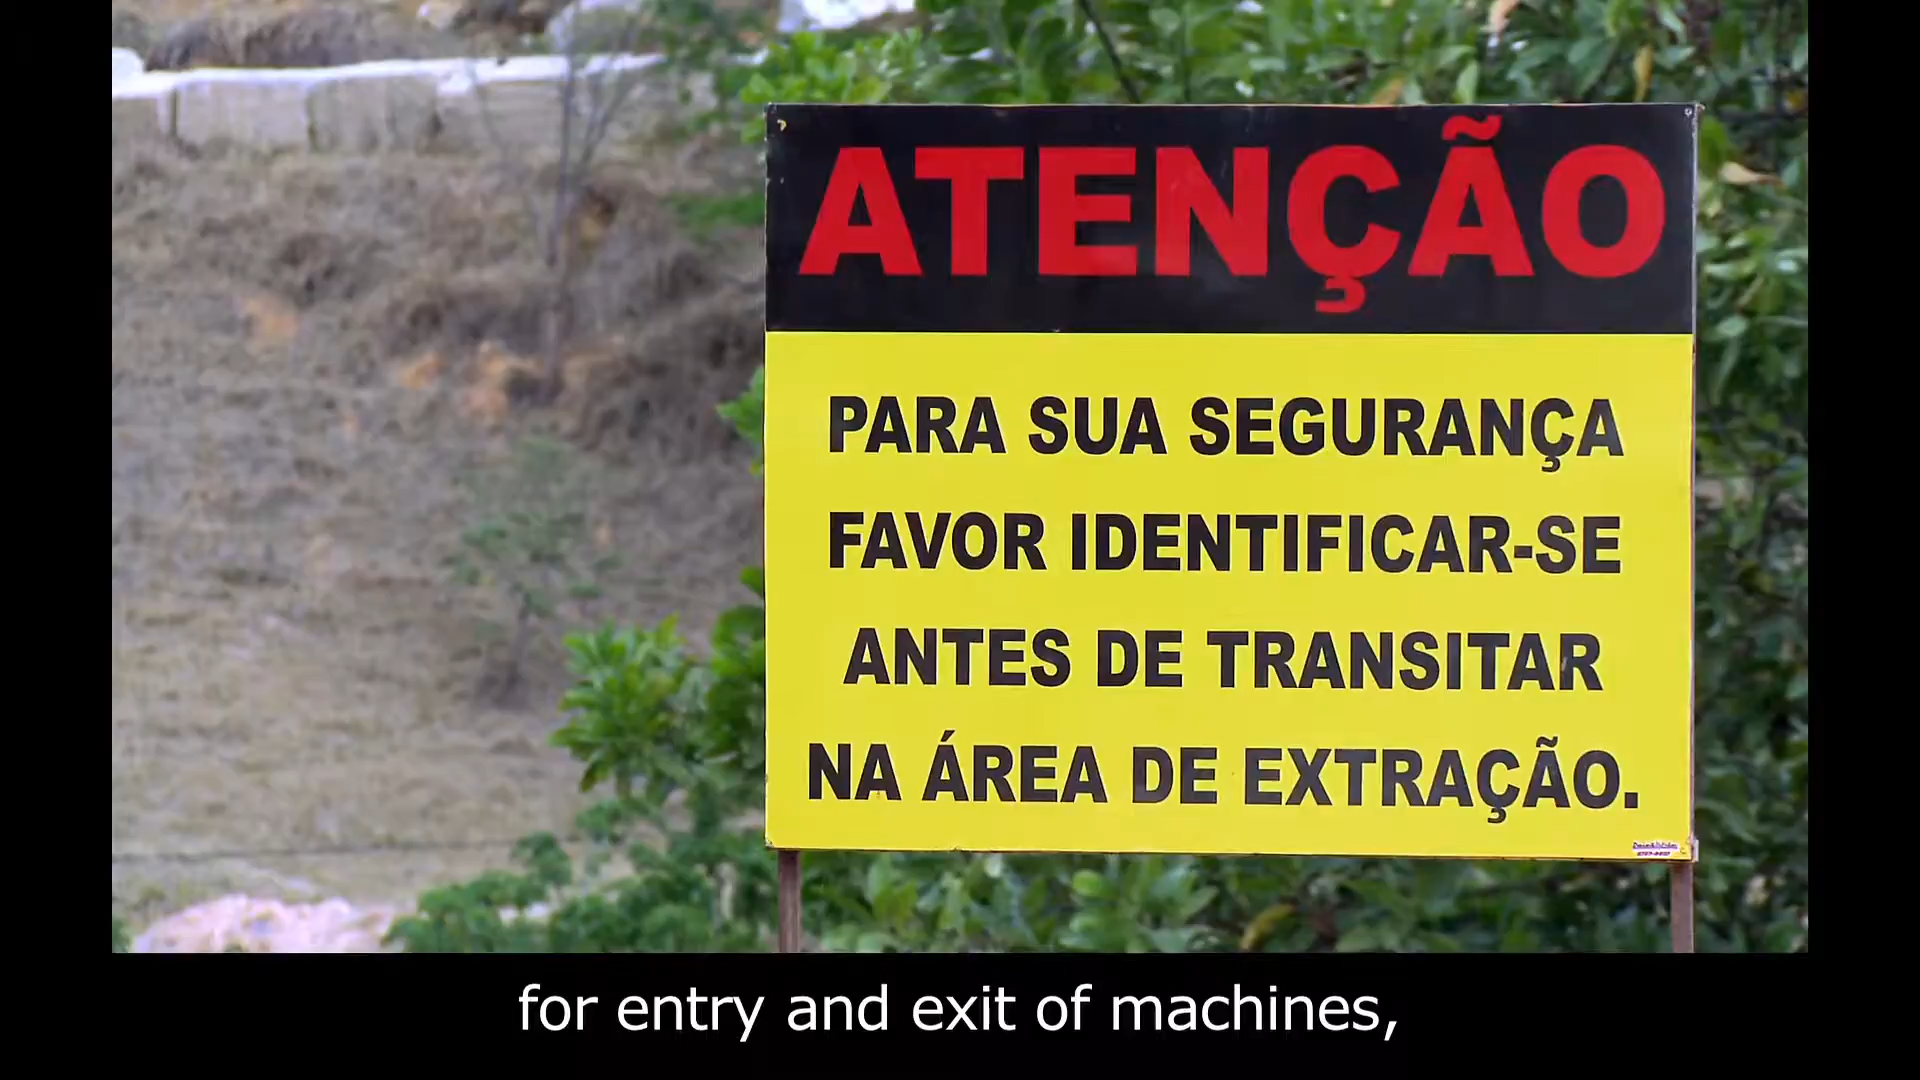 ATENÇÃO
PARA SUA SEGURANÇA
FAVOR IDENTIFICAR-SE
ANTES DE TRANSITAR
NA ÁREA DE EXTRAÇÃO.
for entry and exit of machines,